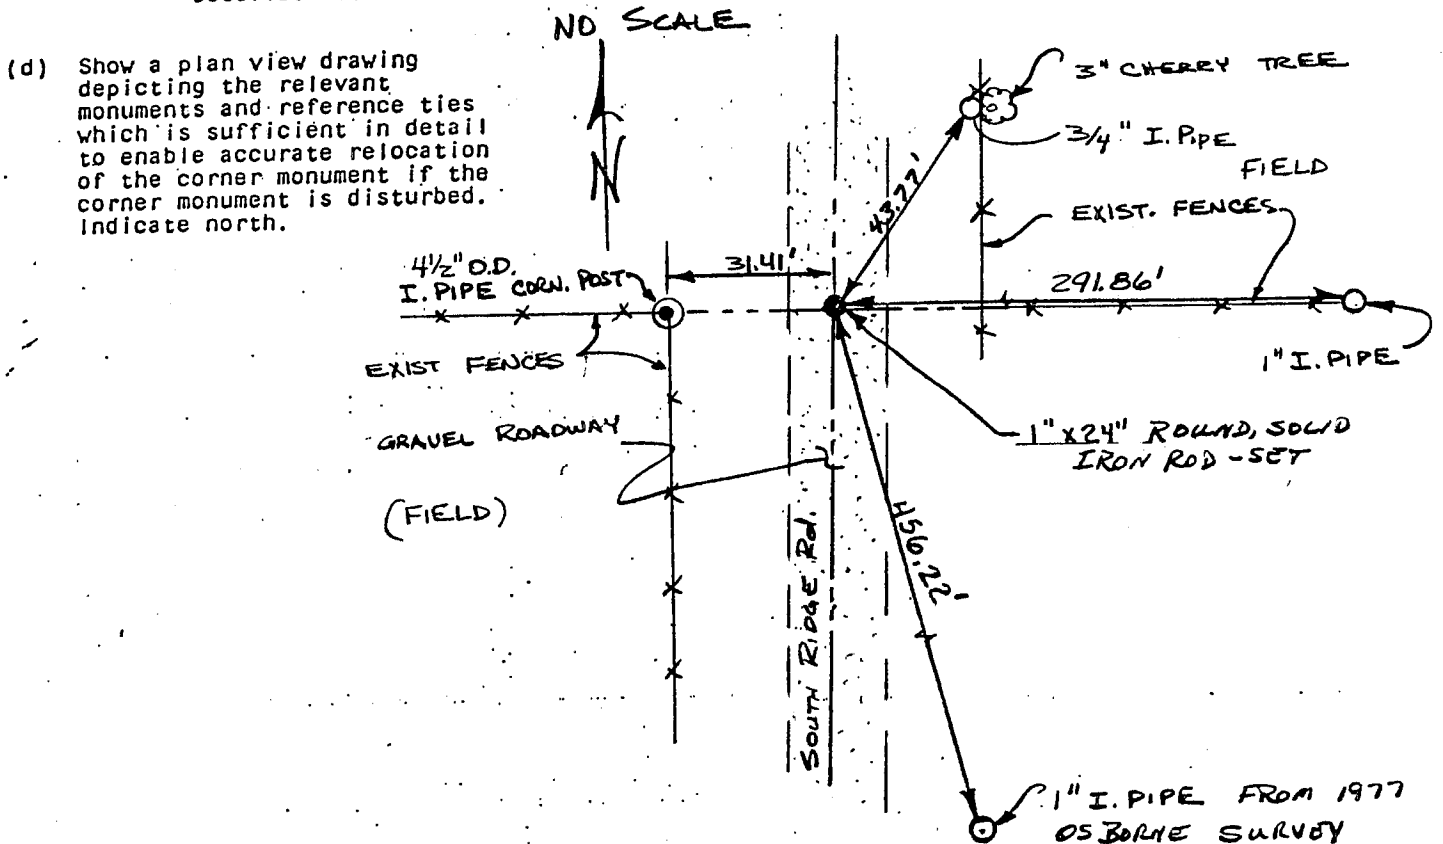 NO SCALE
(d) Show a plan view drawing
depicting the relevant
monuments and reference ties
which is sufficient in detail
to enable accurate relocation
of the corner monument if the
corner monument is disturbed.
Indicate north.
N
3" CHERRY TREE
3/4" I. PIPE
FIELD
43.77'
EXIST. FENCES
4½" O.D.
I. PIPE CORN. POST
31.41'
291.86'
1" I. PIPE
EXIST FENCES
GRAVEL ROADWAY
(FIELD)
1" x 24" ROUND, SOLID
IRON ROD - SET
SOUTH RIDGE Rd.
456.22'
1" I. PIPE FROM 1977
OSBORNE SURVEY